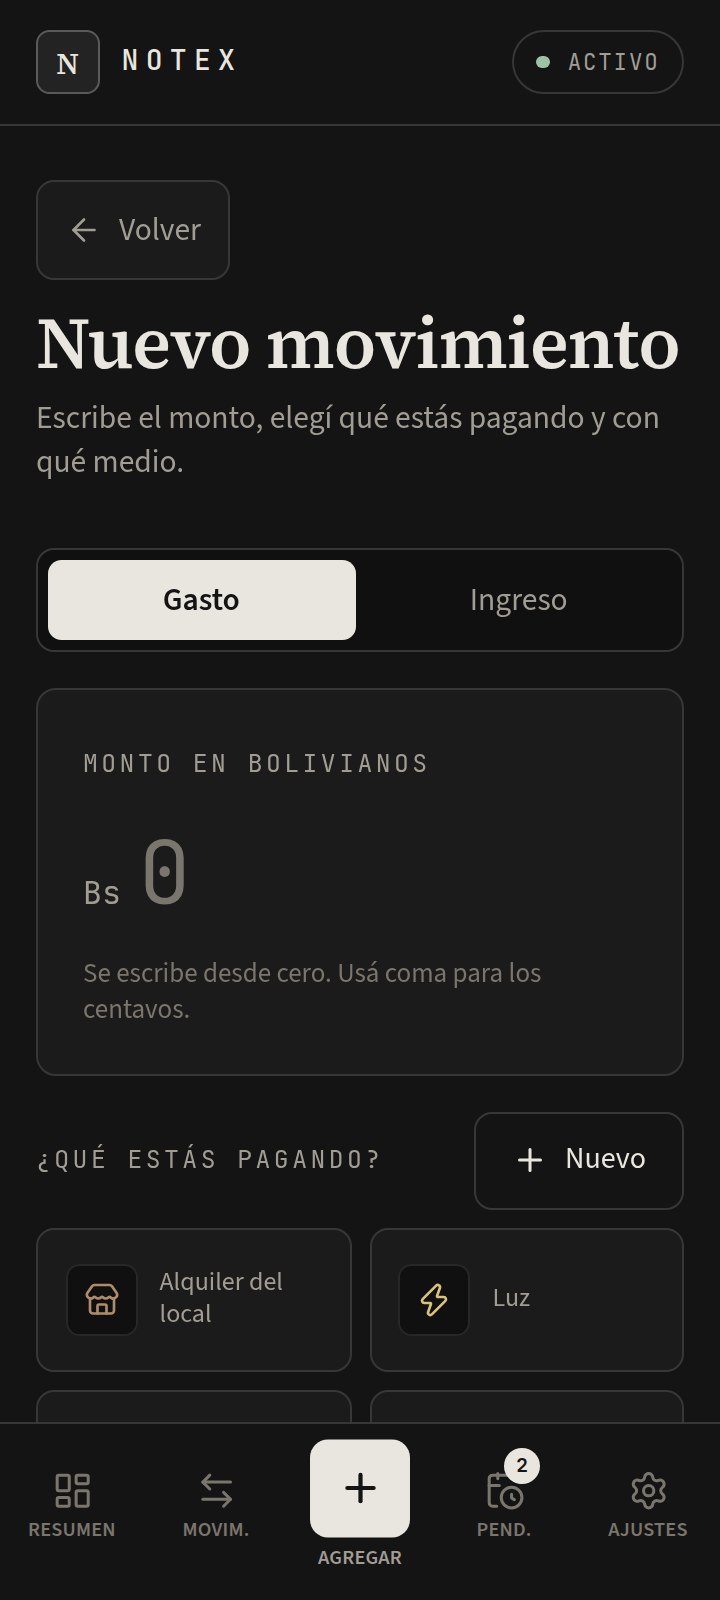 N NOTEX
ACTIVO
Volver
Nuevo movimiento
Escribe el monto, elegí qué estás pagando y con
qué medio.
Gasto
Ingreso
MONTO EN BOLIVIANOS
Bs 0
Se escribe desde cero. Usá coma para los
centavos.
¿QUÉ ESTÁS PAGANDO?
Nuevo
Alquiler del
local
Luz
2
RESUMEN
MOVIM.
AGREGAR
PEND.
AJUSTES